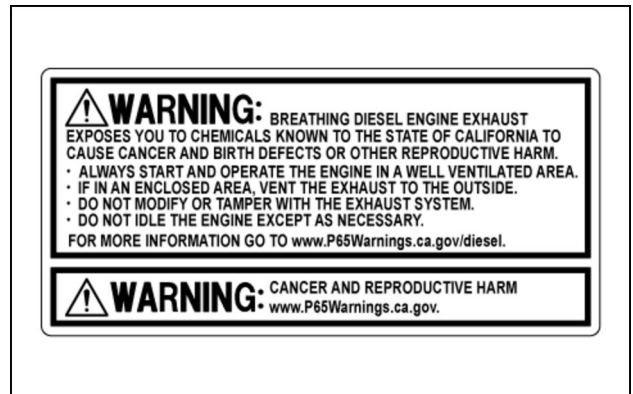 WARNING: BREATHING DIESEL ENGINE EXHAUST
EXPOSES YOU TO CHEMICALS KNOWN TO THE STATE OF CALIFORNIA TO
CAUSE CANCER AND BIRTH DEFECTS OR OTHER REPRODUCTIVE HARM.
· ALWAYS START AND OPERATE THE ENGINE IN A WELL VENTILATED AREA.
· IF IN AN ENCLOSED AREA, VENT THE EXHAUST TO THE OUTSIDE.
· DO NOT MODIFY OR TAMPER WITH THE EXHAUST SYSTEM.
· DO NOT IDLE THE ENGINE EXCEPT AS NECESSARY.
FOR MORE INFORMATION GO TO www.P65Warnings.ca.gov/diesel.
WARNING: CANCER AND REPRODUCTIVE HARM
www.P65Warnings.ca.gov.